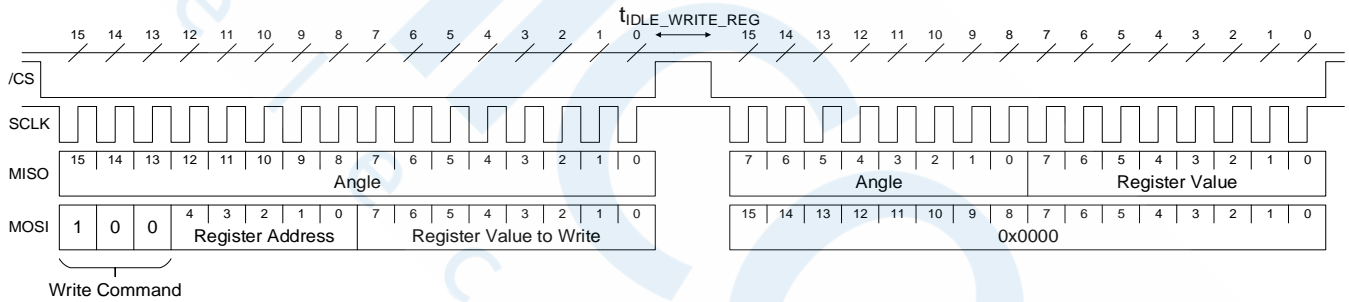 tIDLE_WRITE_REG
15 14 13 12 11 10 9 8 7 6 5 4 3 2 1 0 15 14 13 12 11 10 9 8 7 6 5 4 3 2 1 0
/CS
SCLK
MISO 15 14 13 12 11 10 9 8 7 6 5 4 3 2 1 0 7 6 5 4 3 2 1 0 7 6 5 4 3 2 1 0
Angle Angle Register Value
MOSI 1 0 0 4 3 2 1 0 7 6 5 4 3 2 1 0 15 14 13 12 11 10 9 8 7 6 5 4 3 2 1 0
Register Address Register Value to Write 0x0000
Write Command